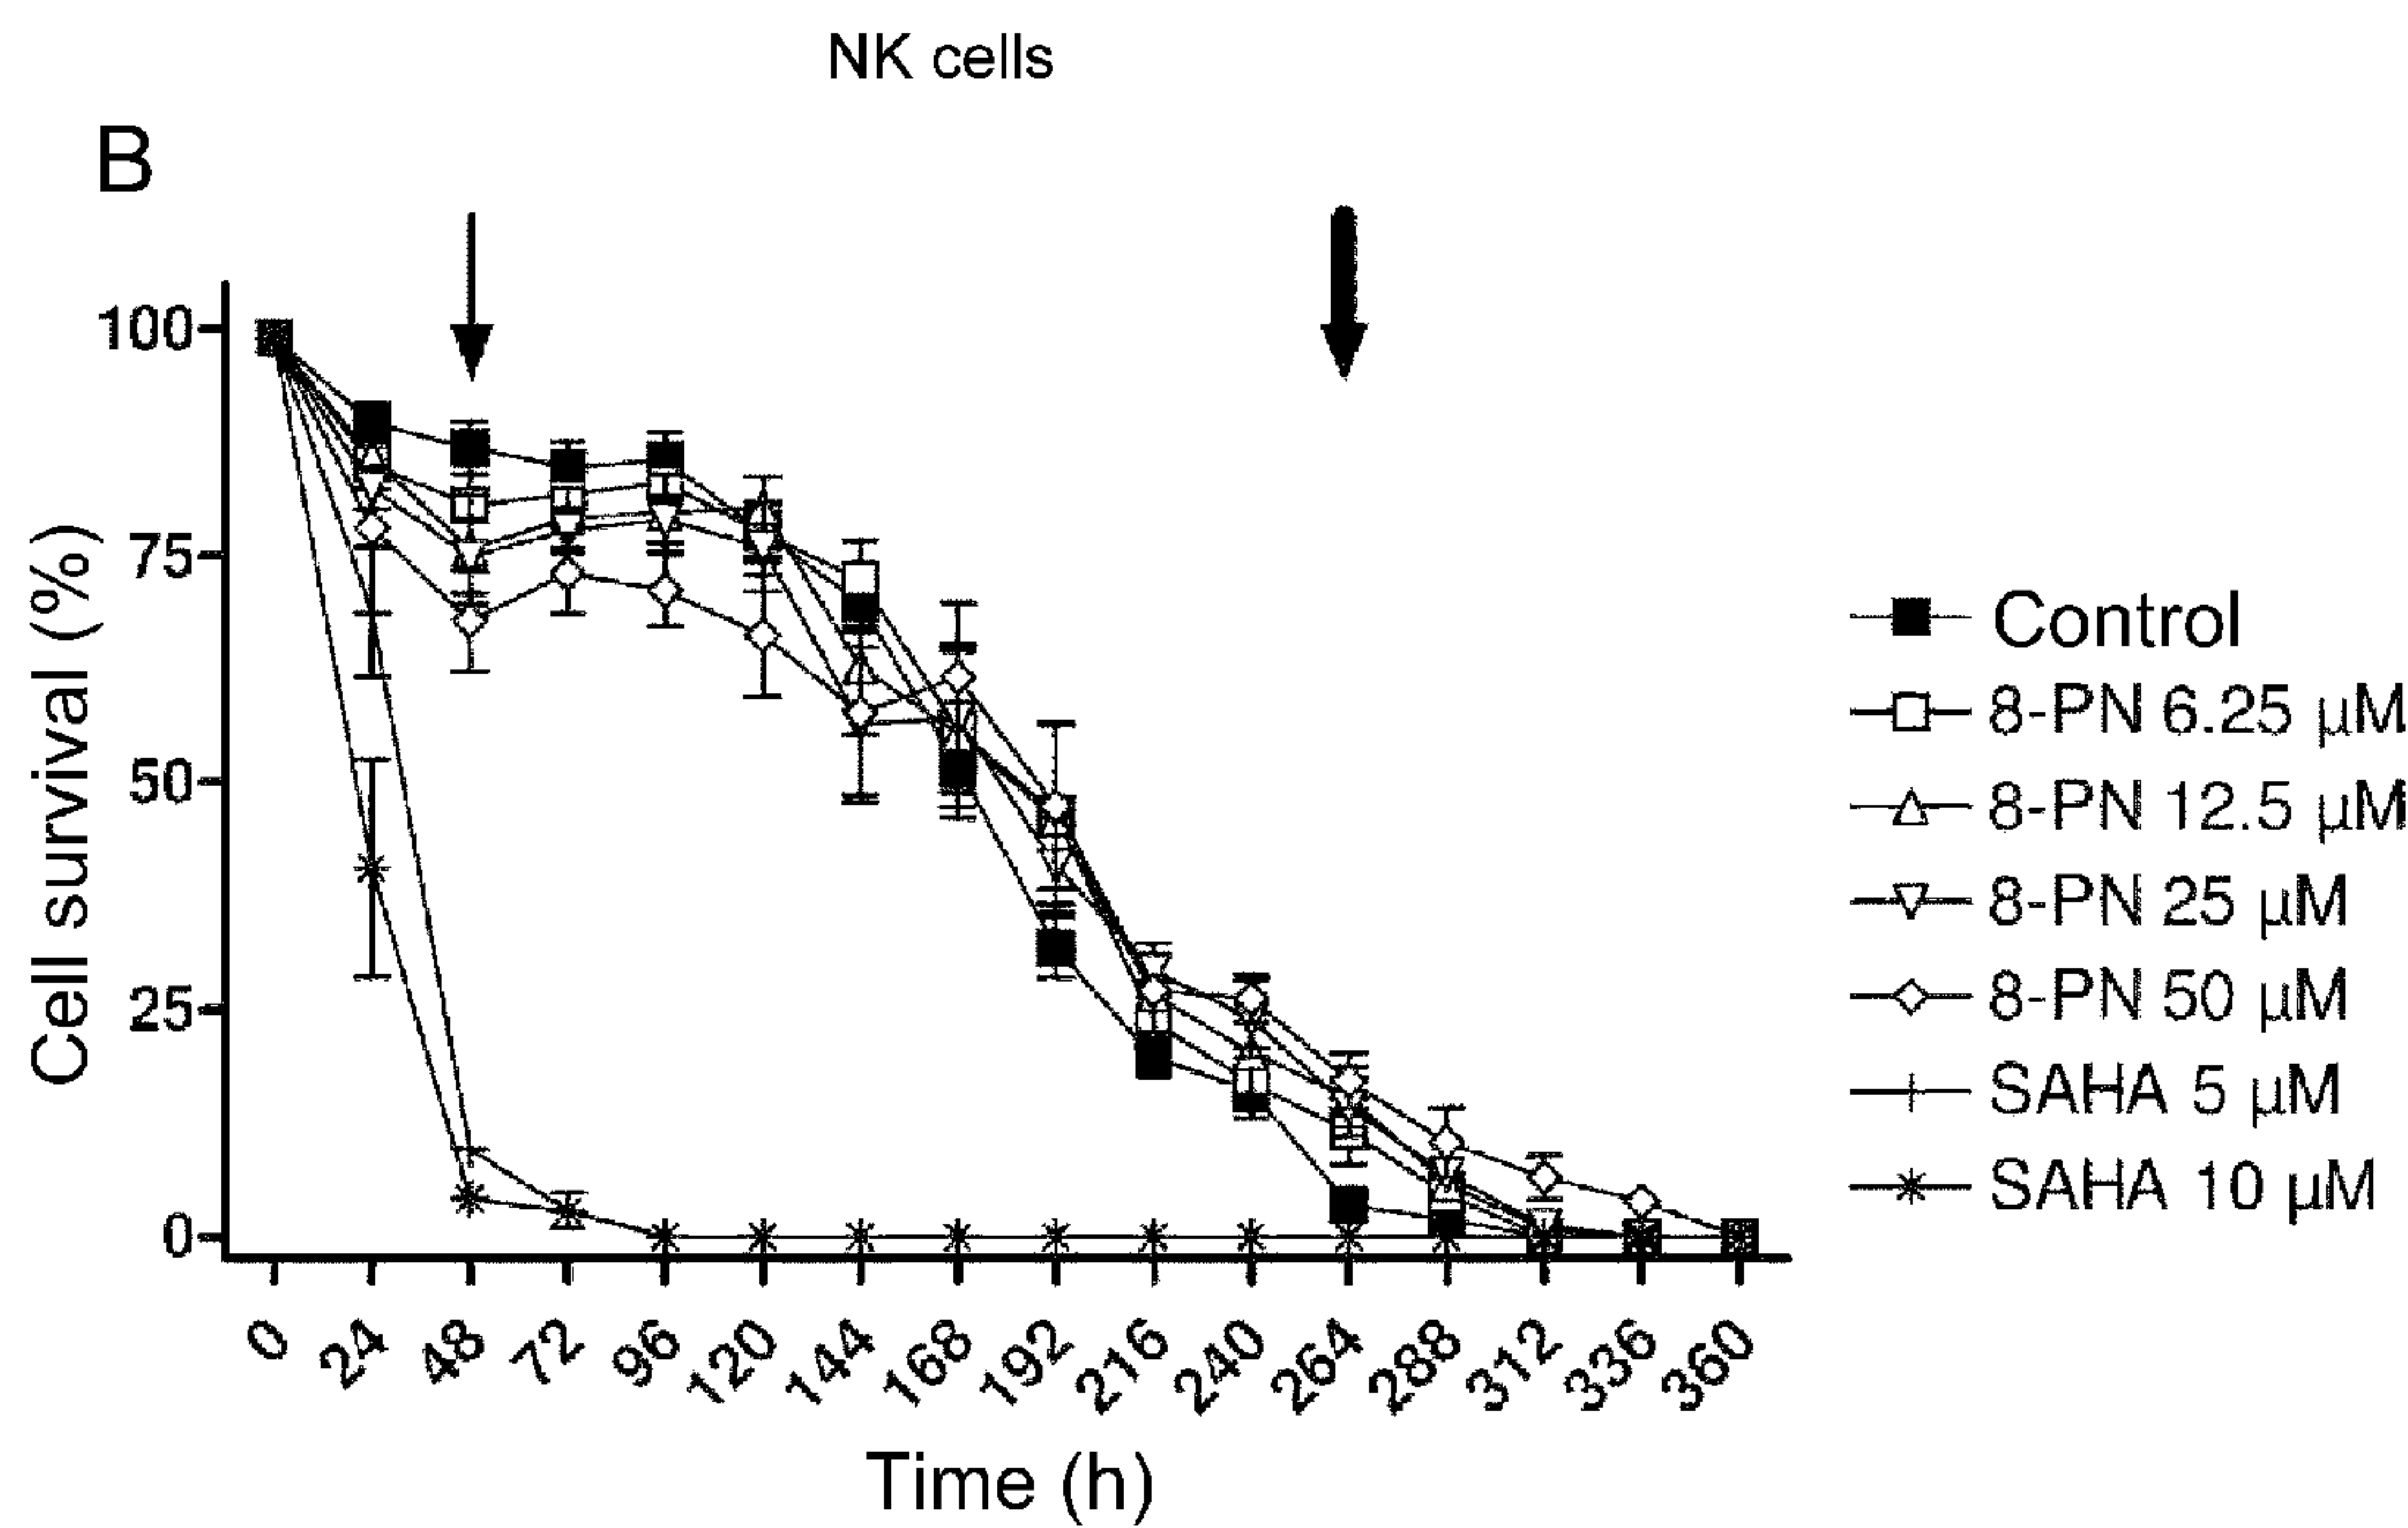 NK cells
B
100
75
50
25
0
Cell survival (%)
0
24
48
72
96
120
144
168
192
216
240
264
288
312
336
360
Time (h)
Control
8-PN 6.25 µM
8-PN 12.5 µM
8-PN 25 µM
8-PN 50 µM
SAHA 5 µM
SAHA 10 µM